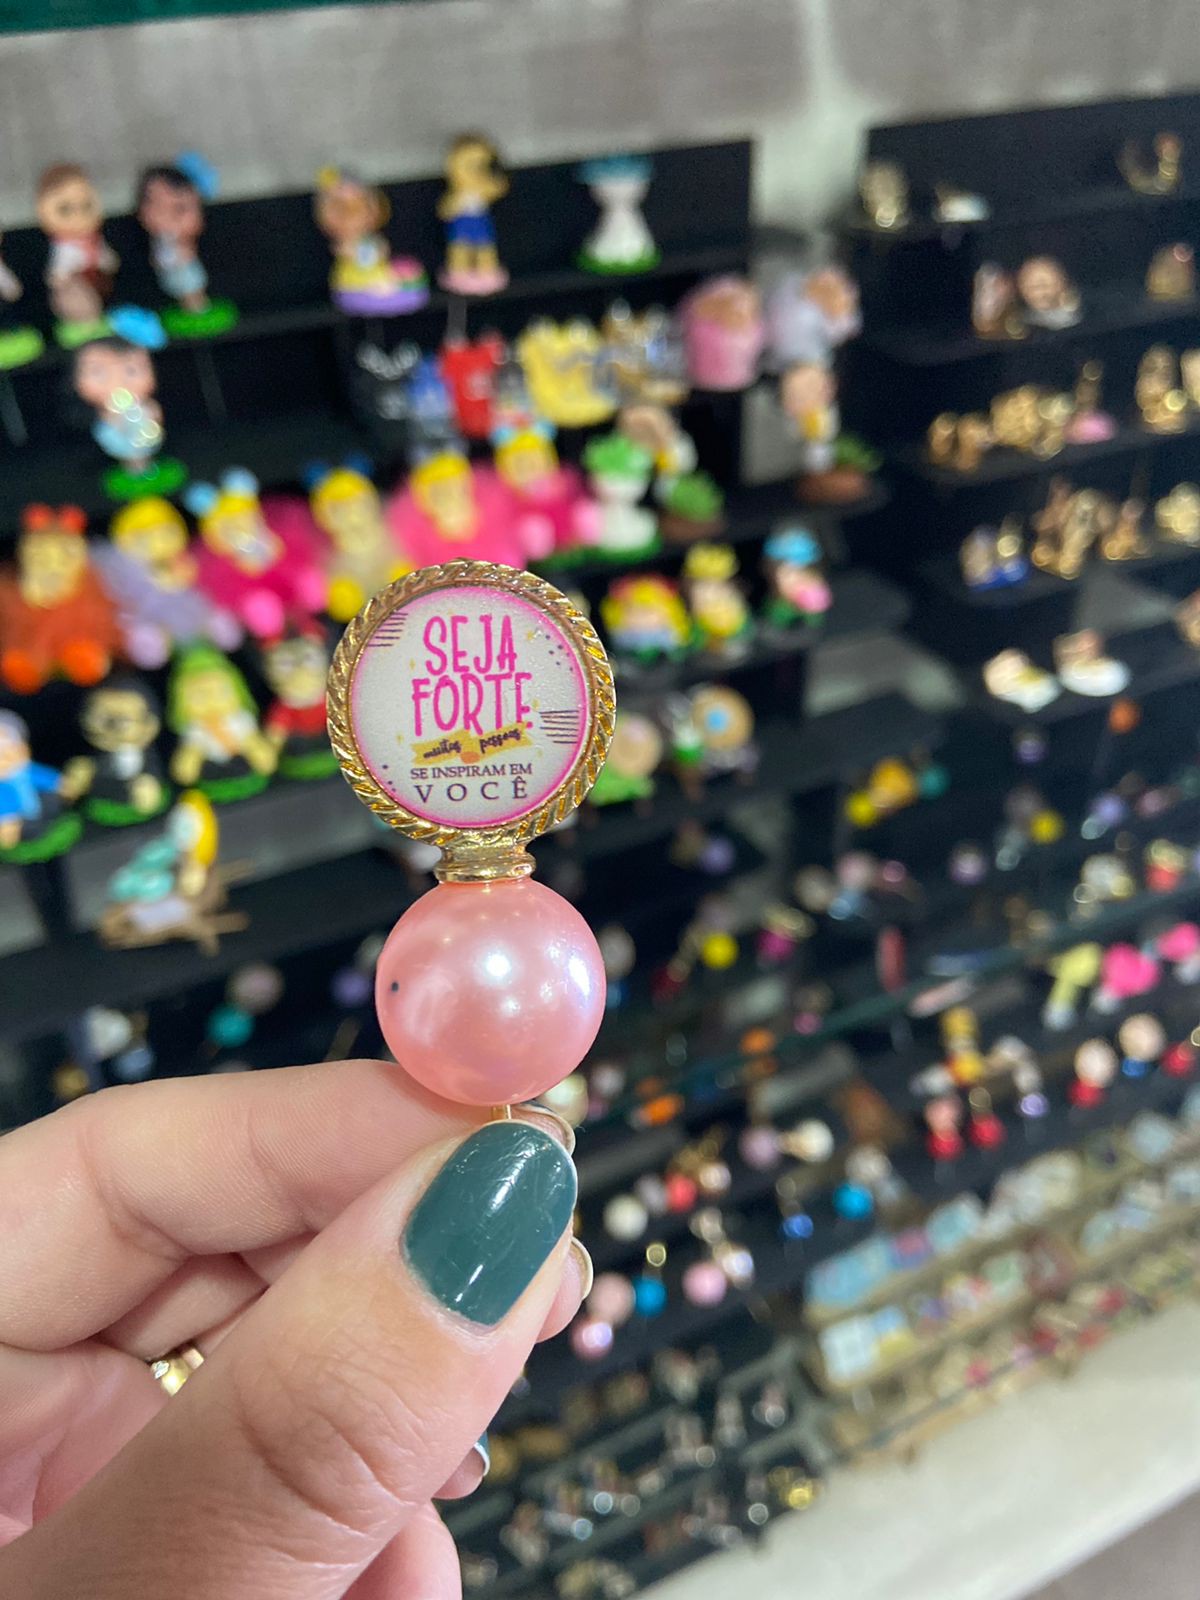 SEJA
FORTE
muitas pessoas
SE INSPIRAM EM
VOCÊ